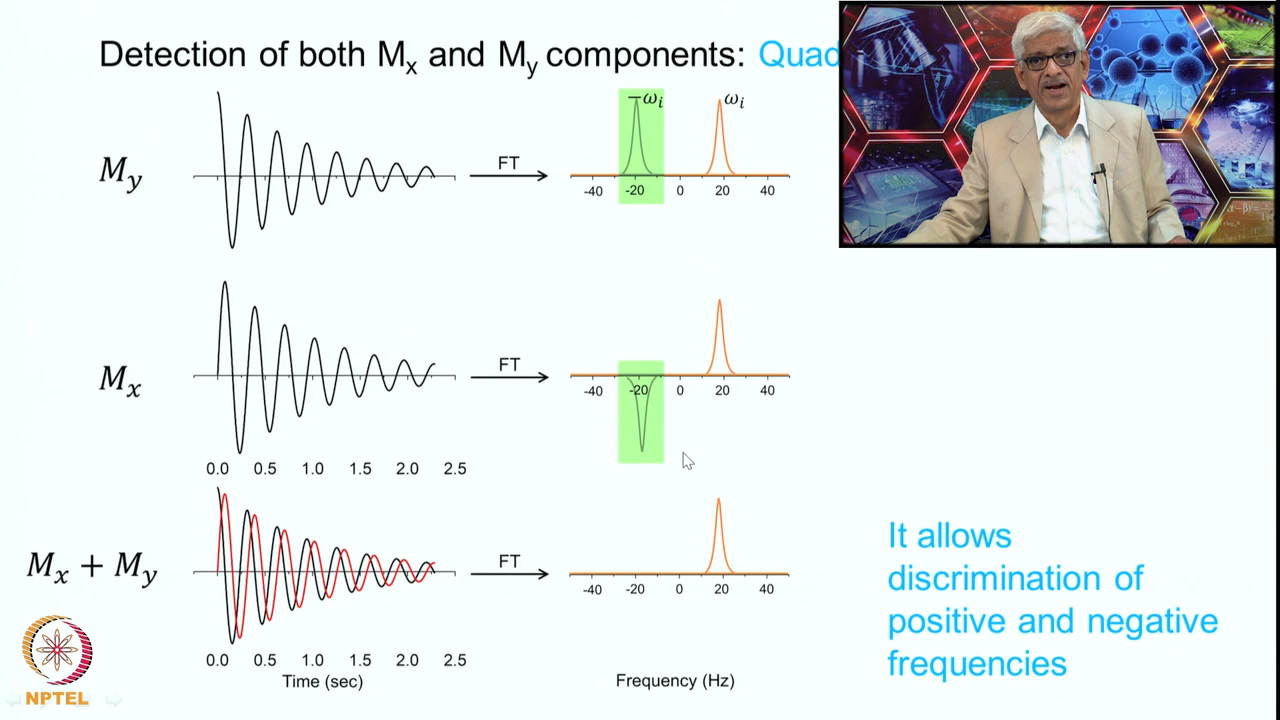 Detection of both Mx and My components: Quad
My
FT
−ωi
ωi
-40 -20 0 20 40
Mx
FT
-40 -20 0 20 40
0.0 0.5 1.0 1.5 2.0 2.5
Mx + My
FT
-40 -20 0 20 40
0.0 0.5 1.0 1.5 2.0 2.5
Time (sec)
Frequency (Hz)
It allows
discrimination of
positive and negative
frequencies
NPTEL